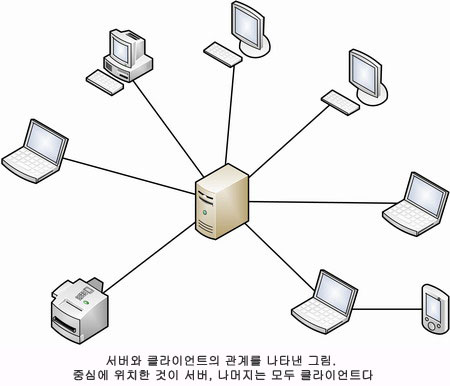 서버와 클라이언트의 관계를 나타낸 그림.
중심에 위치한 것이 서버, 나머지는 모두 클라이언트다